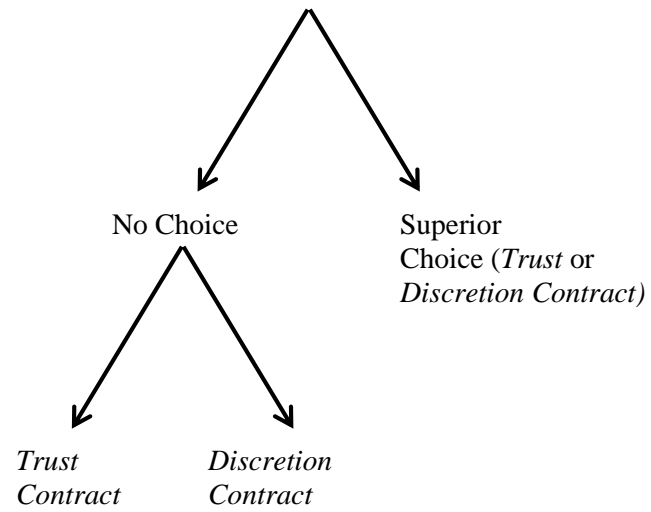 No Choice
Superior
Choice (Trust or
Discretion Contract)
Trust
Contract
Discretion
Contract